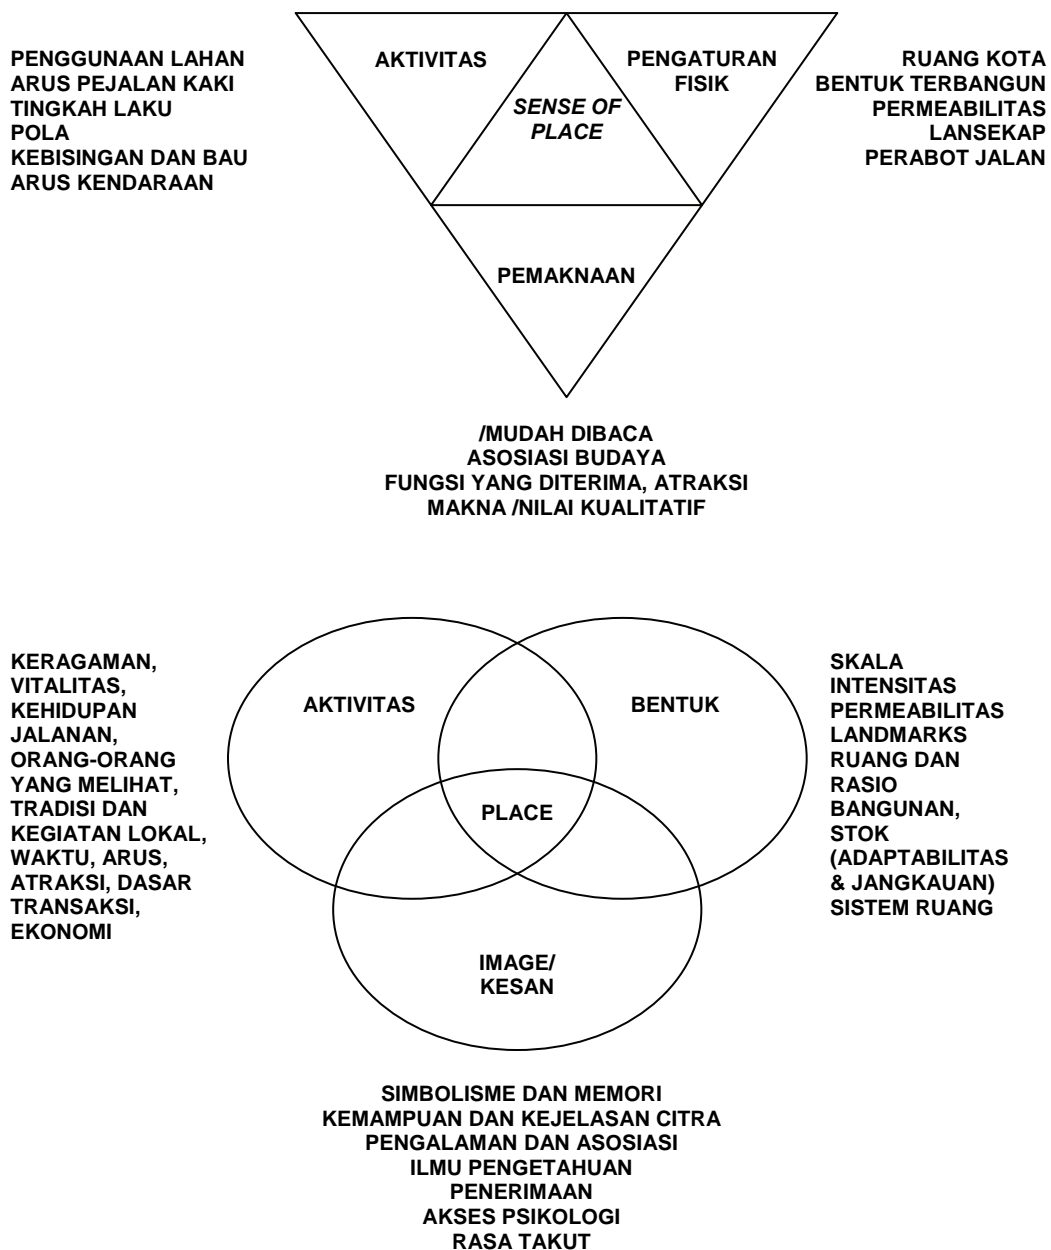 PENGGUNAAN LAHAN
ARUS PEJALAN KAKI
TINGKAH LAKU
POLA
KEBISINGAN DAN BAU
ARUS KENDARAAN
AKTIVITAS
PENGATURAN
FISIK
SENSE OF
PLACE
PEMAKNAAN
RUANG KOTA
BENTUK TERBANGUN
PERMEABILITAS
LANSEKAP
PERABOT JALAN
/MUDAH DIBACA
ASOSIASI BUDAYA
FUNGSI YANG DITERIMA, ATRAKSI
MAKNA /NILAI KUALITATIF
KERAGAMAN,
VITALITAS,
KEHIDUPAN
JALANAN,
ORANG-ORANG
YANG MELIHAT,
TRADISI DAN
KEGIATAN LOKAL,
WAKTU, ARUS,
ATRAKSI, DASAR
TRANSAKSI,
EKONOMI
AKTIVITAS
BENTUK
PLACE
IMAGE/
KESAN
SKALA
INTENSITAS
PERMEABILITAS
LANDMARKS
RUANG DAN
RASIO
BANGUNAN,
STOK
(ADAPTABILITAS
& JANGKAUAN)
SISTEM RUANG
SIMBOLISME DAN MEMORI
KEMAMPUAN DAN KEJELASAN CITRA
PENGALAMAN DAN ASOSIASI
ILMU PENGETAHUAN
PENERIMAAN
AKSES PSIKOLOGI
RASA TAKUT